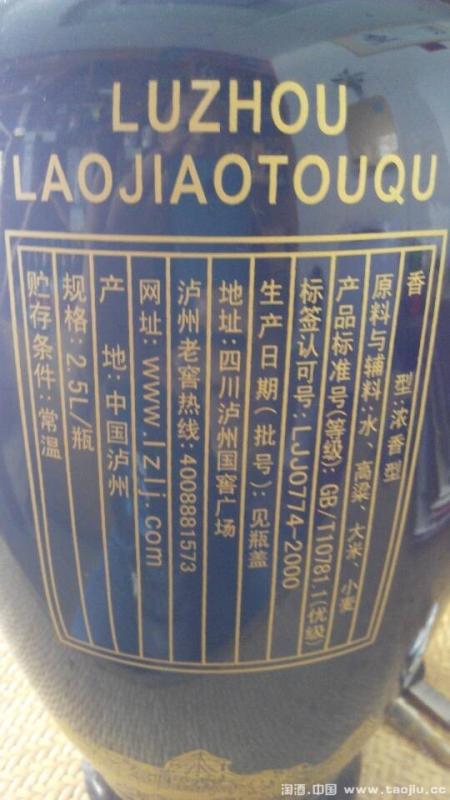 LUZHOU
LAOJIAOTOUQU
香型:浓香型
原料与辅料:水、高梁、大米、小麦
产品标准号(等级):GB/T10781.1(优级)
标签认可号:LJJ0774-2000
生产日期(批号):见瓶盖
地址:四川泸州国窖广场
泸州老窖热线:4008881573
网址:www.lzlj.com
产地:中国泸州
规格:2.5L/瓶
贮存条件:常温
淘酒.中国 www.taojiu.cc